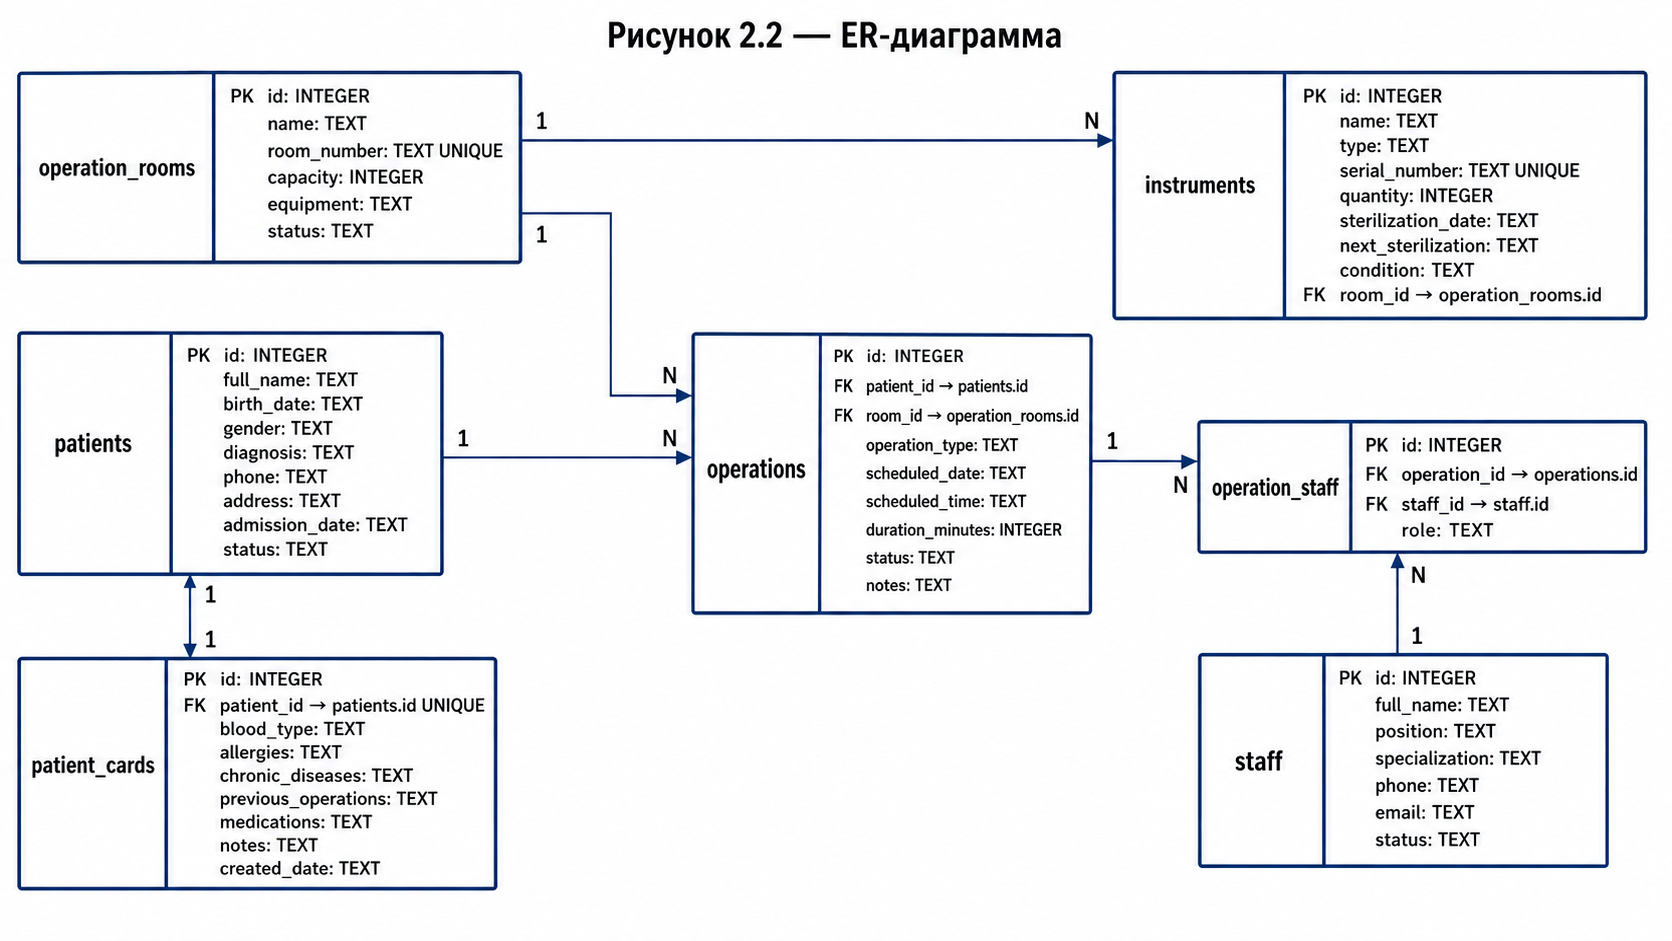 Рисунок 2.2 — ER-диаграмма
operation_rooms
PK id: INTEGER
name: TEXT
room_number: TEXT UNIQUE
capacity: INTEGER
equipment: TEXT
status: TEXT
1
N
1
instruments
PK id: INTEGER
name: TEXT
type: TEXT
serial_number: TEXT UNIQUE
quantity: INTEGER
sterilization_date: TEXT
next_sterilization: TEXT
condition: TEXT
FK room_id → operation_rooms.id
patients
PK id: INTEGER
full_name: TEXT
birth_date: TEXT
gender: TEXT
diagnosis: TEXT
phone: TEXT
address: TEXT
admission_date: TEXT
status: TEXT
N
1
N
operations
PK id: INTEGER
FK patient_id → patients.id
FK room_id → operation_rooms.id
operation_type: TEXT
scheduled_date: TEXT
scheduled_time: TEXT
duration_minutes: INTEGER
status: TEXT
notes: TEXT
1
N
operation_staff
PK id: INTEGER
FK operation_id → operations.id
FK staff_id → staff.id
role: TEXT
1
1
N
1
patient_cards
PK id: INTEGER
FK patient_id → patients.id UNIQUE
blood_type: TEXT
allergies: TEXT
chronic_diseases: TEXT
previous_operations: TEXT
medications: TEXT
notes: TEXT
created_date: TEXT
staff
PK id: INTEGER
full_name: TEXT
position: TEXT
specialization: TEXT
phone: TEXT
email: TEXT
status: TEXT